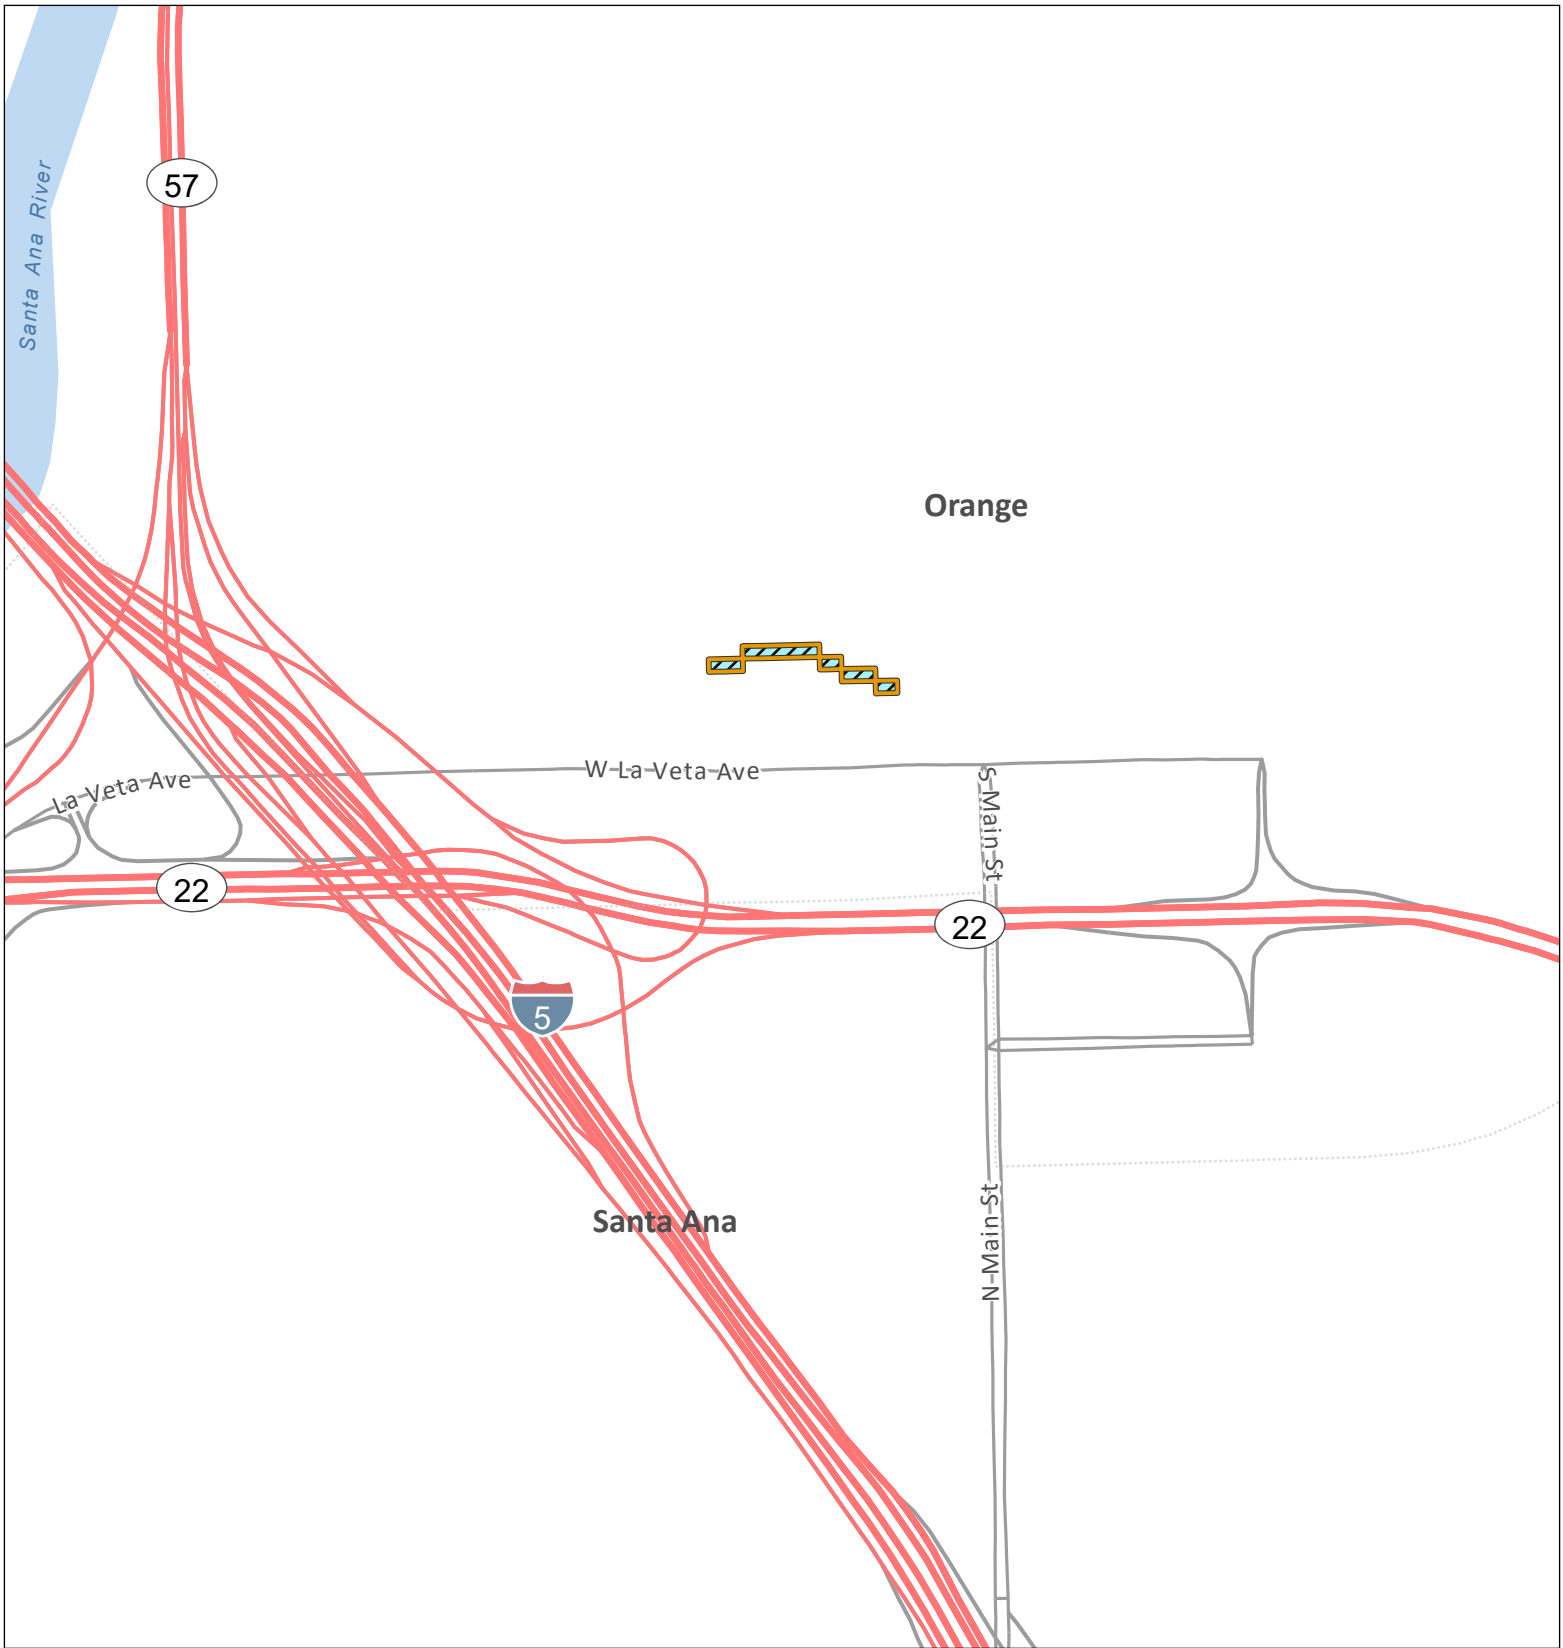 57
Santa Ana River
Orange
W La Veta Ave
La Veta Ave
S Main St
22
22
5
N Main St
Santa Ana